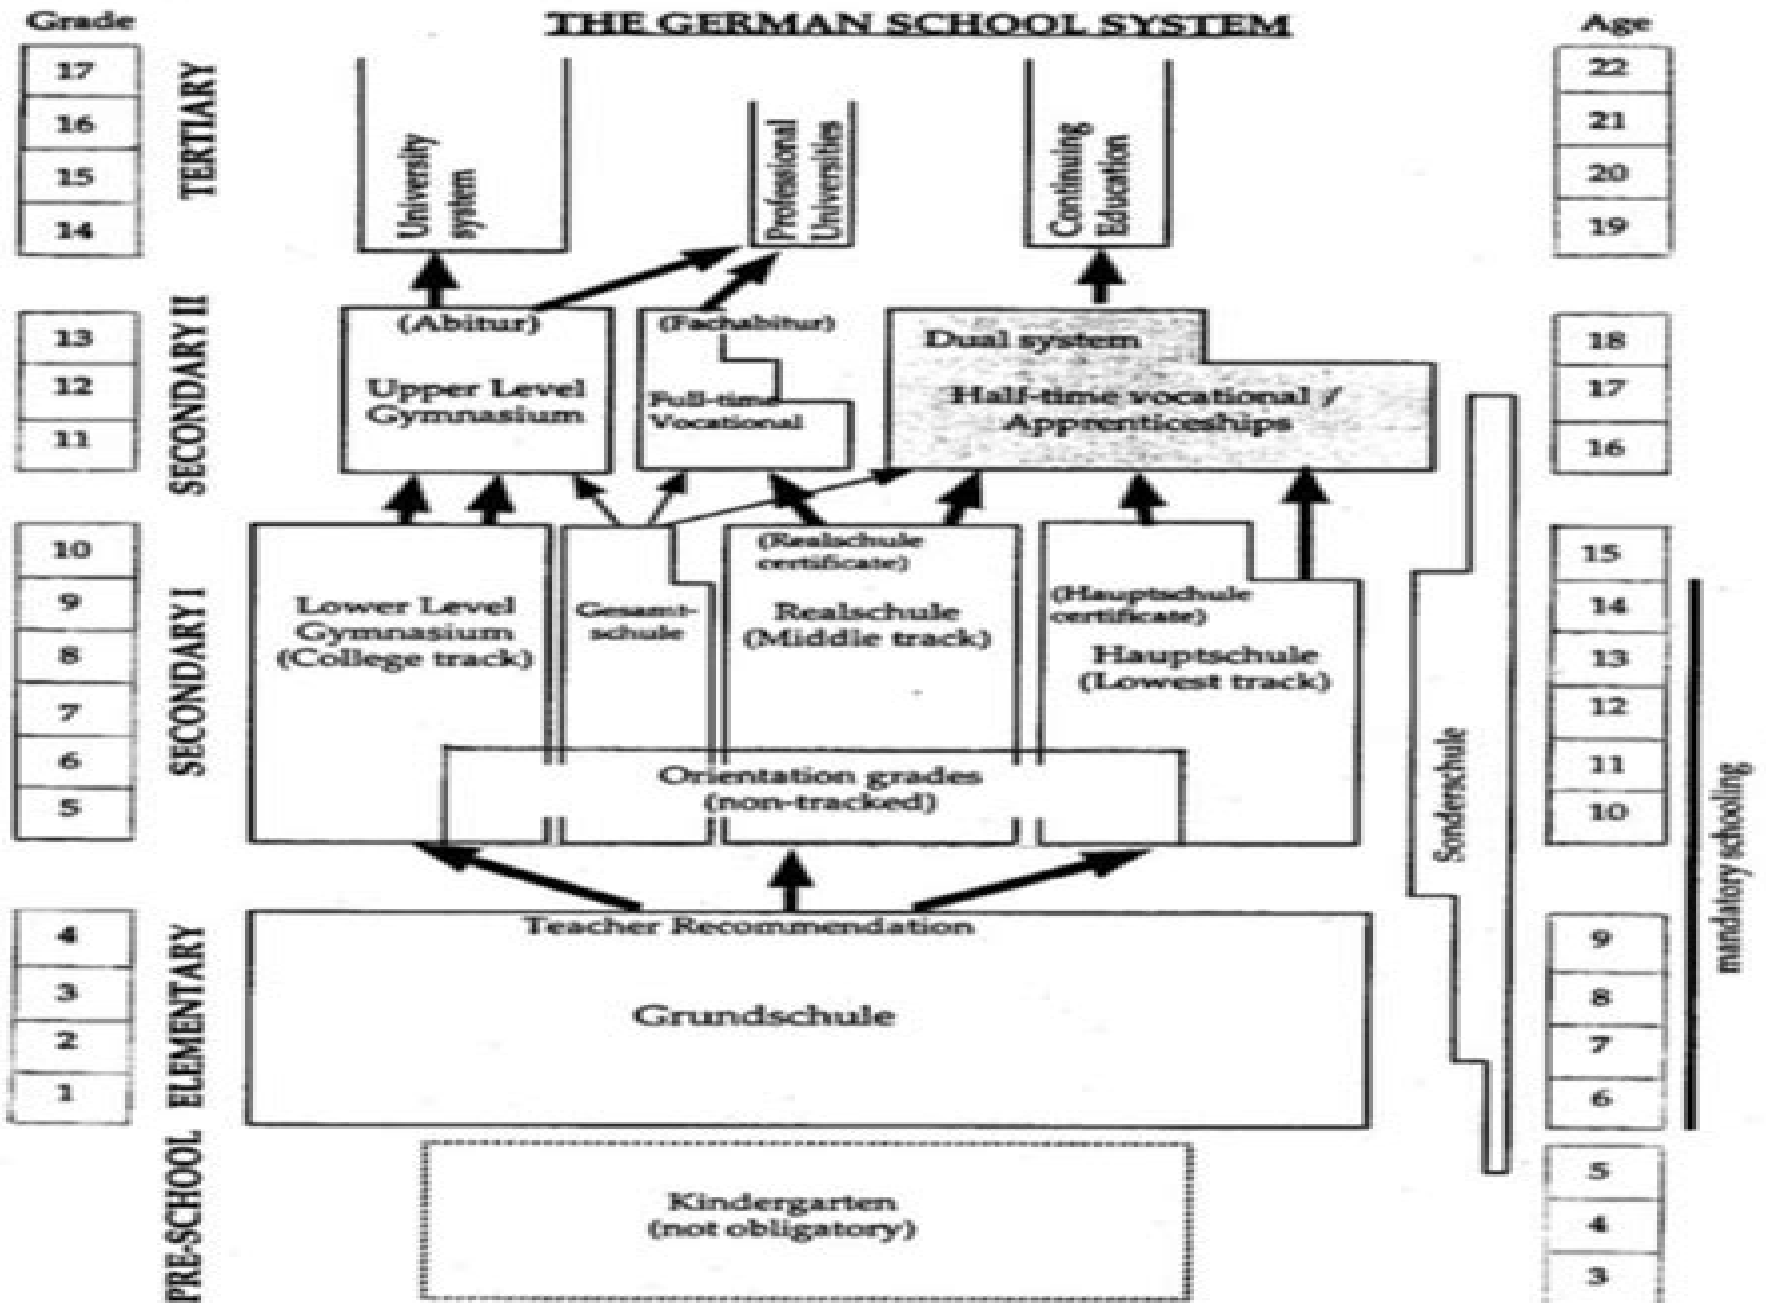 Grade
THE GERMAN SCHOOL SYSTEM
Age
17
16
15
14
TERTIARY
University
system
Professional
Universities
Continuing
Education
22
21
20
19
13
12
11
SECONDARY II
(Abitur)
Upper Level
Gymnasium
(Fachabitur)
Full-time
Vocational
Dual system
Half-time vocational /
Apprenticeships
18
17
16
10
9
8
7
6
5
SECONDARY I
Lower Level
Gymnasium
(College track)
Gesamt-
schule
(Realschule
certificate)
Realschule
(Middle track)
(Hauptschule
certificate)
Hauptschule
(Lowest track)
Orientation grades
(non-tracked)
Sonderschule
15
14
13
12
11
10
mandatory schooling
4
3
2
1
ELEMENTARY
Teacher Recommendation
Grundschule
9
8
7
6
PRE-SCHOOL
Kindergarten
(not obligatory)
5
4
3